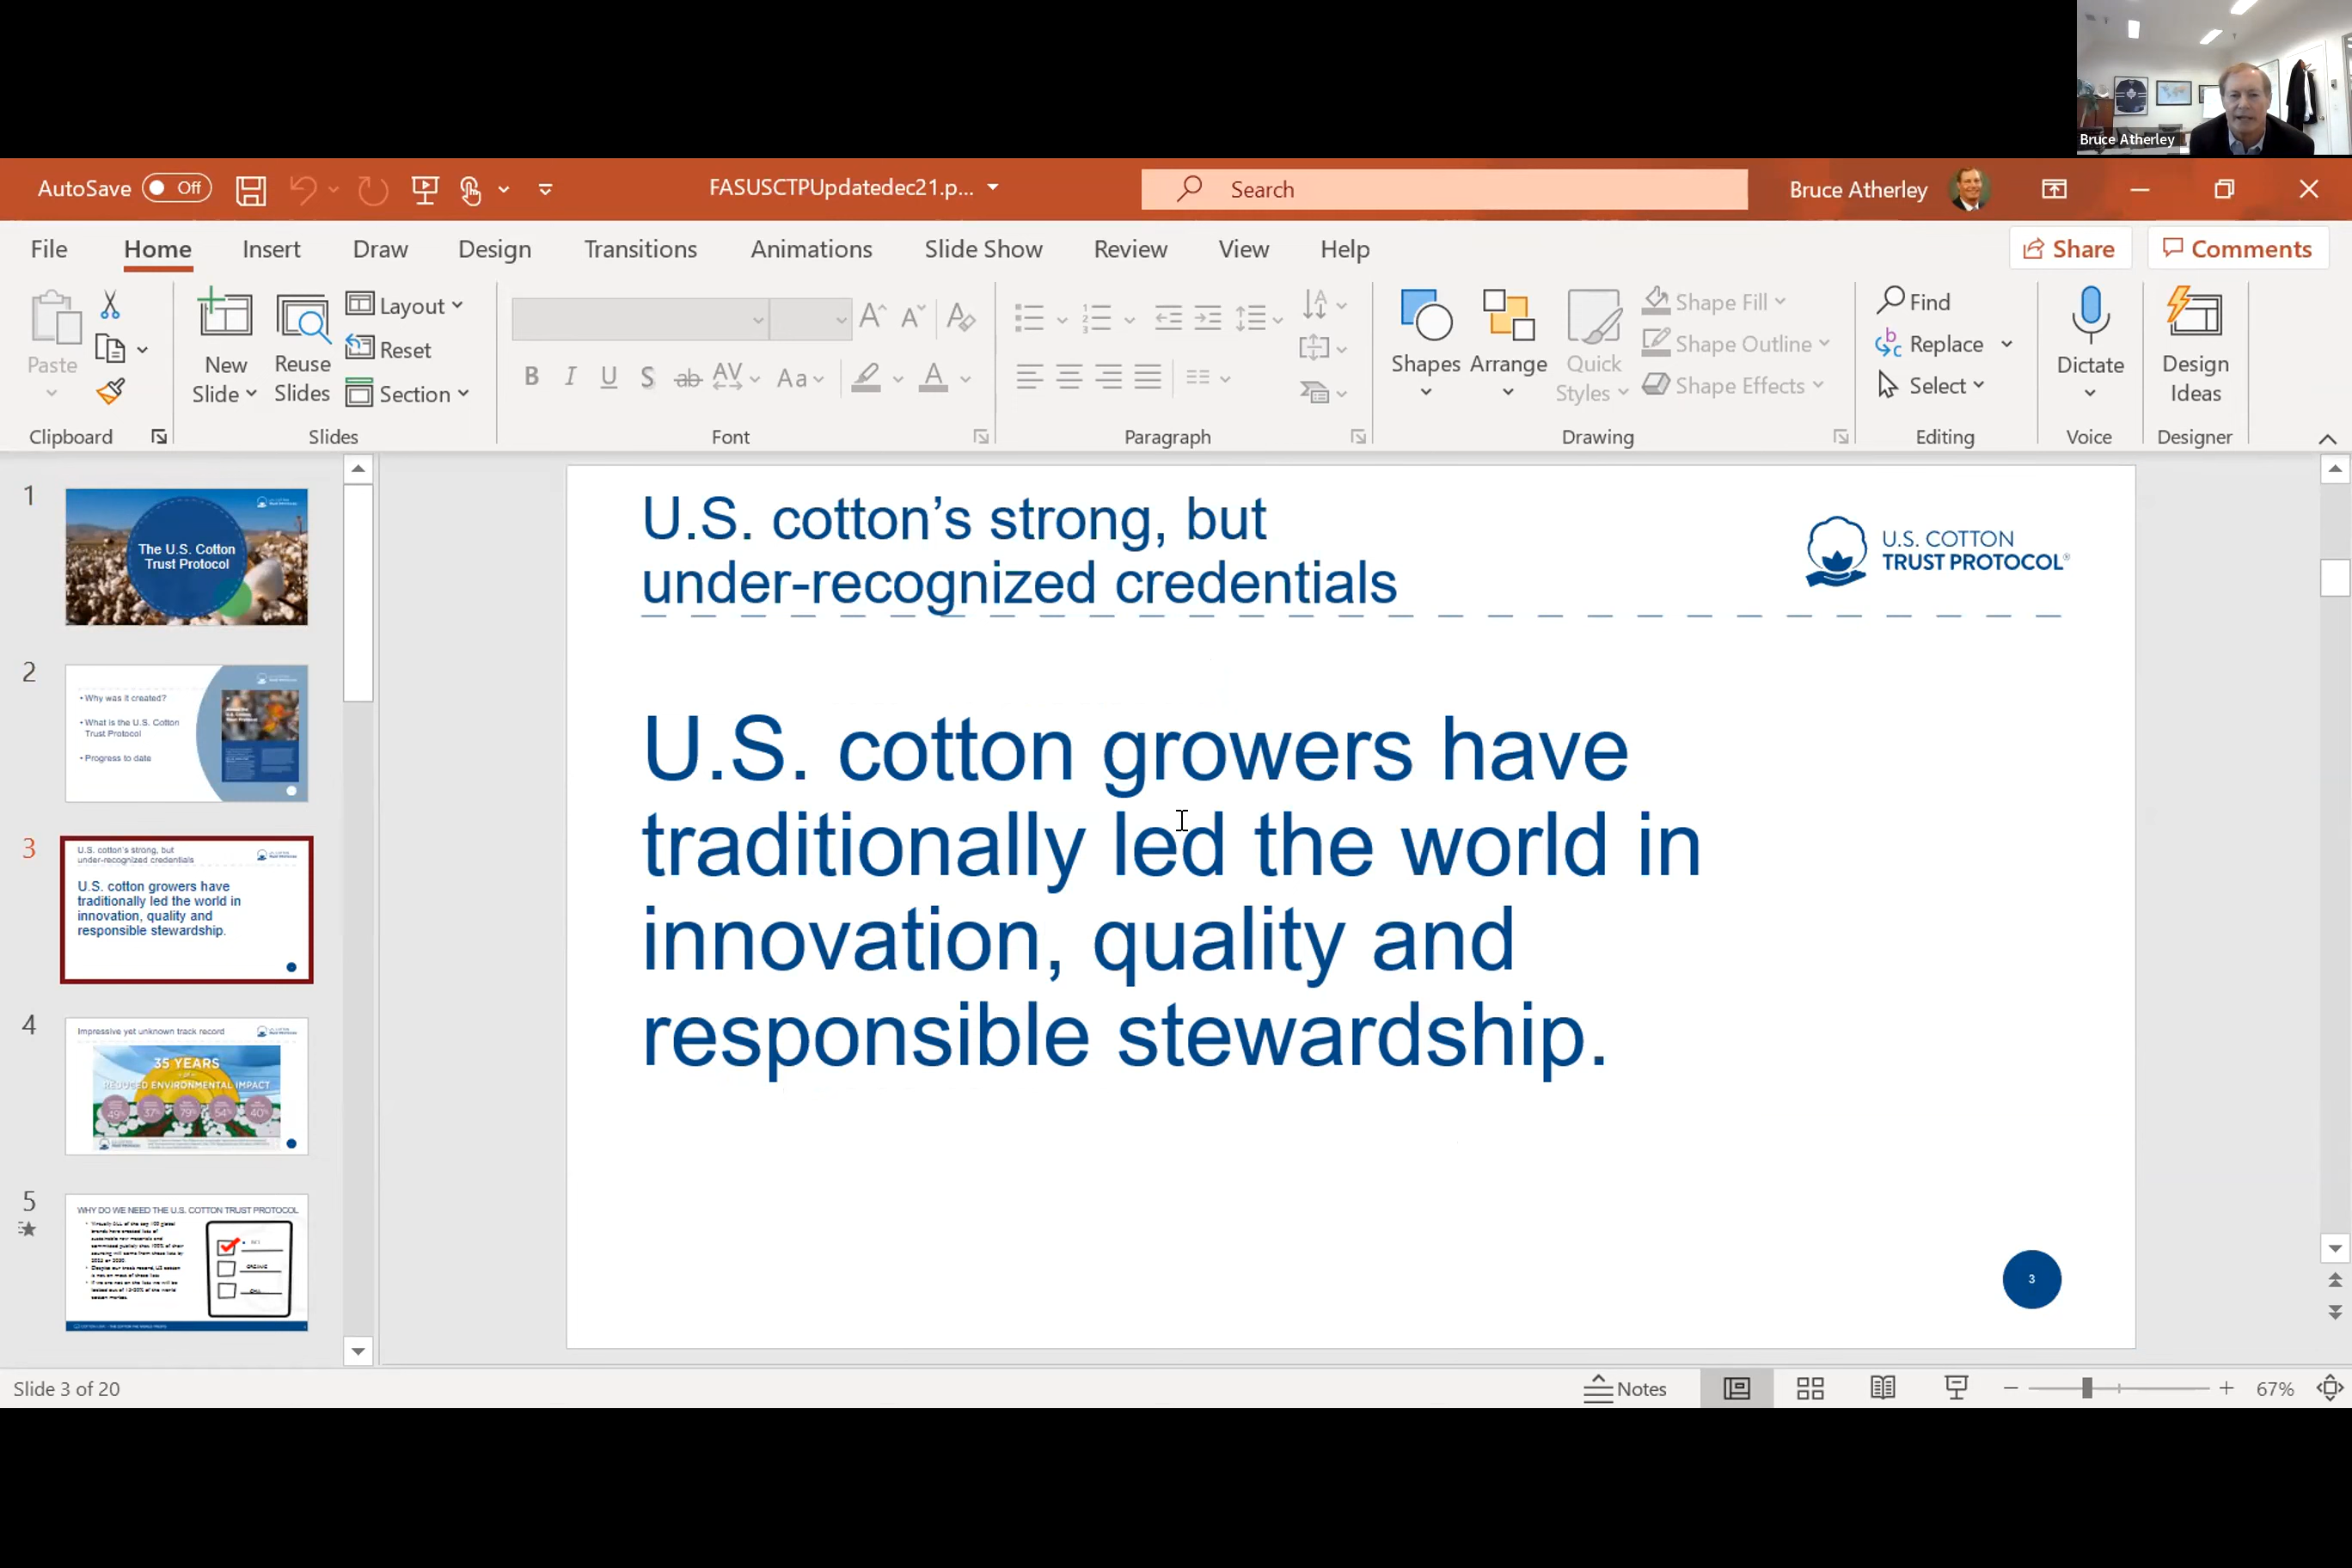 Bruce Atherley
AutoSave Off
FASUSCTPUpdatedec21.p...
Search
Bruce Atherley
File Home Insert Draw Design Transitions Animations Slide Show Review View Help
Share Comments
Paste
New Slide
Reuse Slides
Layout
Reset
Section
Shapes
Arrange
Quick Styles
Shape Fill
Shape Outline
Shape Effects
Find
Replace
Select
Dictate
Design Ideas
Clipboard Slides Font Paragraph Drawing Editing Voice Designer
1
The U.S. Cotton
Trust Protocol
2
• Why was it created?
• What is the U.S. Cotton
Trust Protocol
• Progress to date
3
U.S. cotton's strong, but
under-recognized credentials
U.S. cotton growers have
traditionally led the world in
innovation, quality and
responsible stewardship.
4
Impressive yet unknown track record
35 YEARS
REDUCED ENVIRONMENTAL IMPACT
49% 37% 79% 54% 40%
5
WHY DO WE NEED THE U.S. COTTON TRUST PROTOCOL
ORGANIC
U.S. cotton’s strong, but
under-recognized credentials
U.S. COTTON
TRUST PROTOCOL®
U.S. cotton growers have
traditionally led the world in
innovation, quality and
responsible stewardship.
3
Slide 3 of 20
Notes
67%